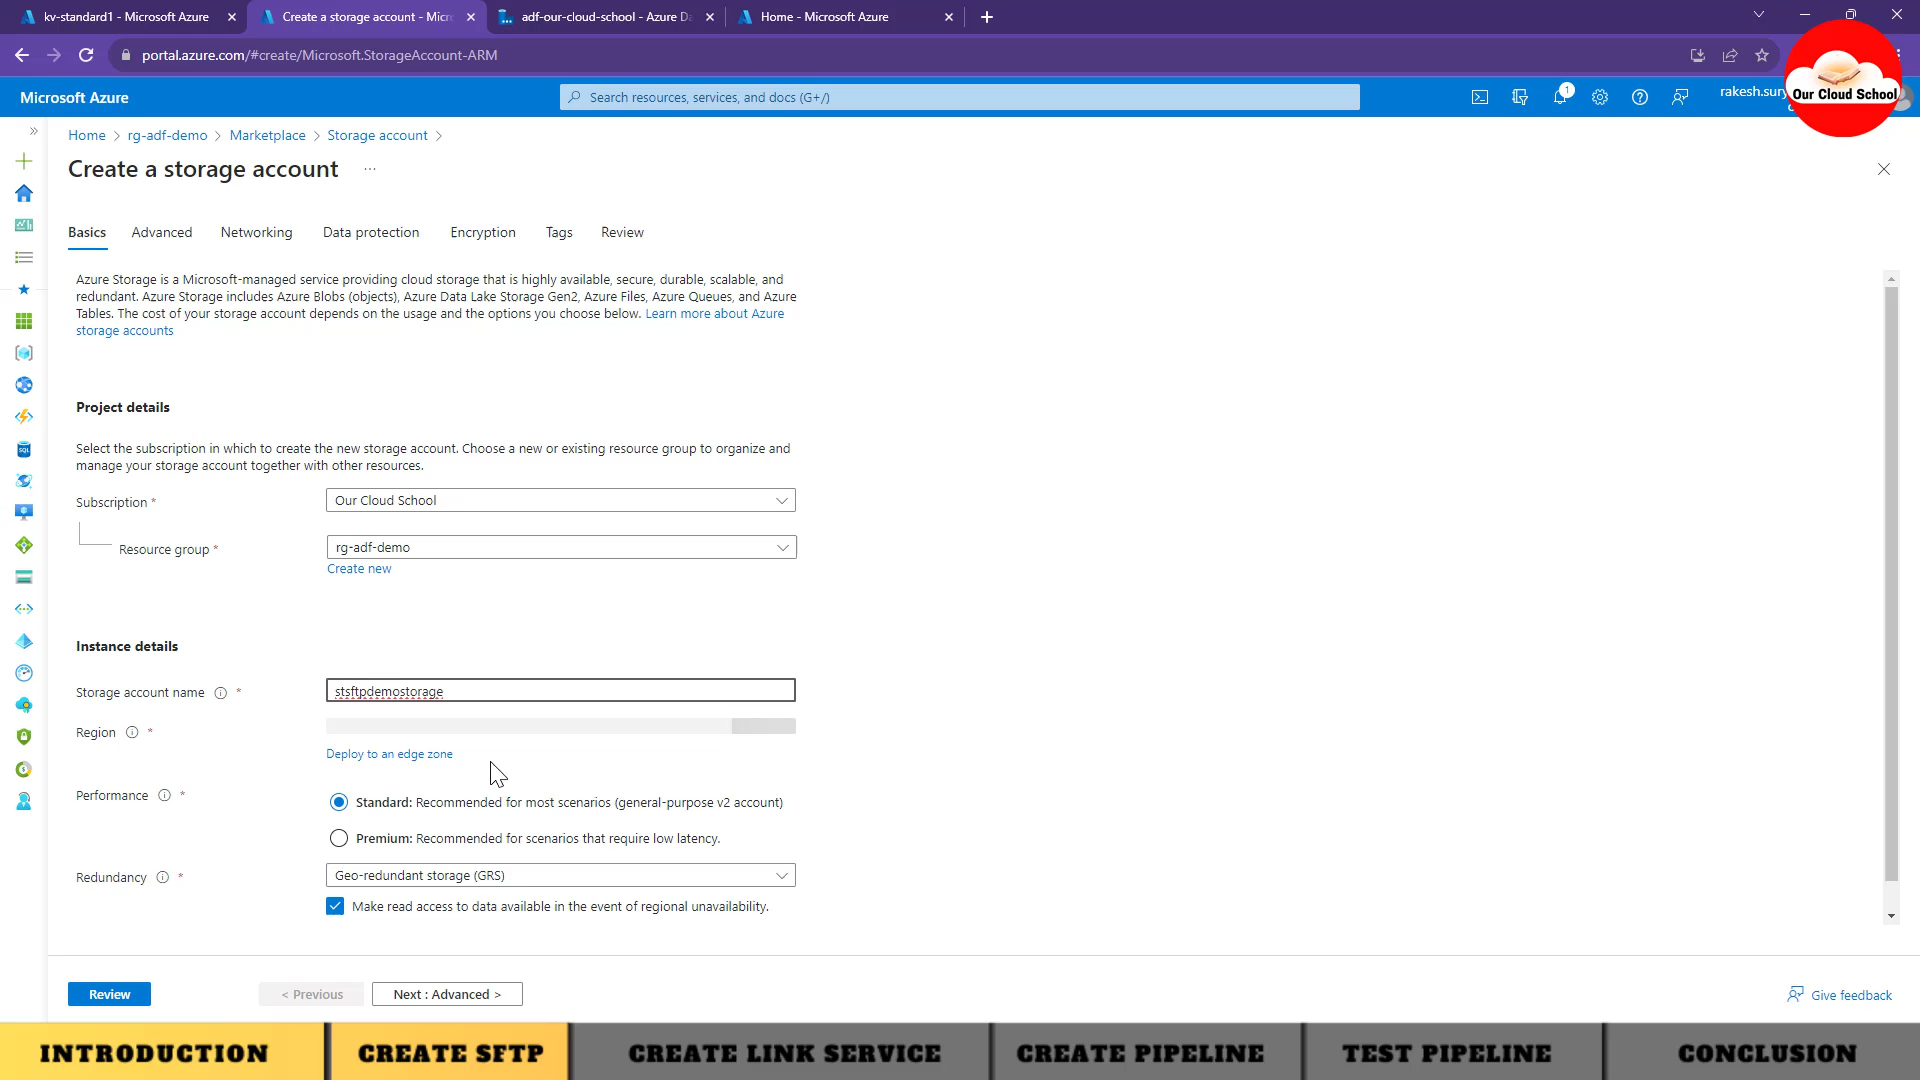 kv-standard1 - Microsoft Azure
Create a storage account - Micr
adf-our-cloud-school - Azure Da
Home - Microsoft Azure
portal.azure.com/#create/Microsoft.StorageAccount-ARM
Microsoft Azure
Search resources, services, and docs (G+/)
1
rakesh.sury
Our Cloud School
Home > rg-adf-demo > Marketplace > Storage account >
Create a storage account ...
Basics
Advanced
Networking
Data protection
Encryption
Tags
Review
Azure Storage is a Microsoft-managed service providing cloud storage that is highly available, secure, durable, scalable, and
redundant. Azure Storage includes Azure Blobs (objects), Azure Data Lake Storage Gen2, Azure Files, Azure Queues, and Azure
Tables. The cost of your storage account depends on the usage and the options you choose below. Learn more about Azure
storage accounts
Project details
Select the subscription in which to create the new storage account. Choose a new or existing resource group to organize and
manage your storage account together with other resources.
Subscription *
Our Cloud School
Resource group *
rg-adf-demo
Create new
Instance details
Storage account name *
stsftpdemostorage
Region *
Deploy to an edge zone
Performance *
Standard: Recommended for most scenarios (general-purpose v2 account)
Premium: Recommended for scenarios that require low latency.
Redundancy *
Geo-redundant storage (GRS)
Make read access to data available in the event of regional unavailability.
Review
< Previous
Next : Advanced >
Give feedback
INTRODUCTION
CREATE SFTP
CREATE LINK SERVICE
CREATE PIPELINE
TEST PIPELINE
CONCLUSION